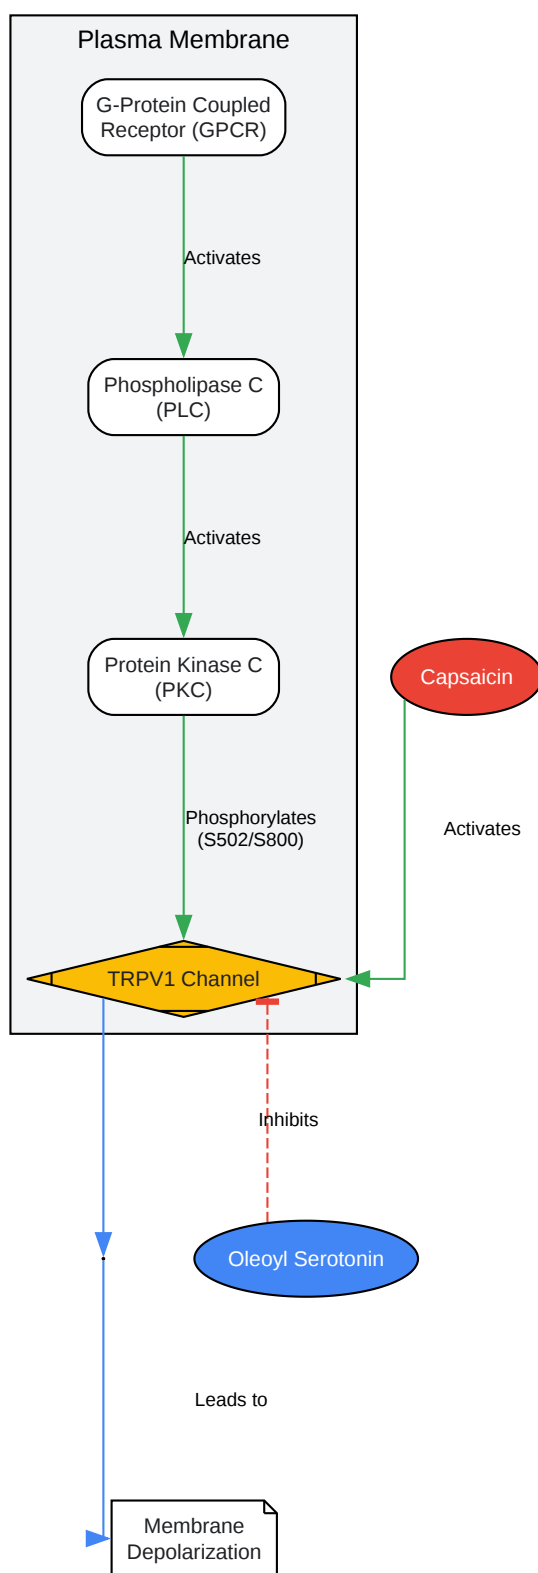 Plasma Membrane
G-Protein Coupled
Receptor (GPCR)
Activates
Phospholipase C
(PLC)
Activates
Protein Kinase C
(PKC)
Capsaicin
Phosphorylates
(S502/S800)
Activates
TRPV1 Channel
Inhibits
Oleoyl Serotonin
Leads to
Membrane
Depolarization